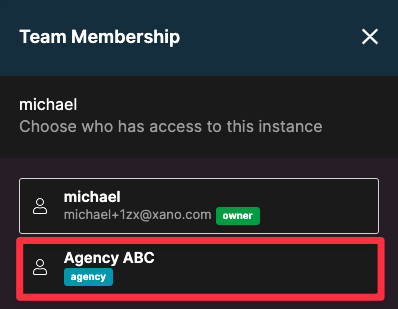 Team Membership
michael
Choose who has access to this instance
michael
michael+1zx@xano.com owner
Agency ABC
agency